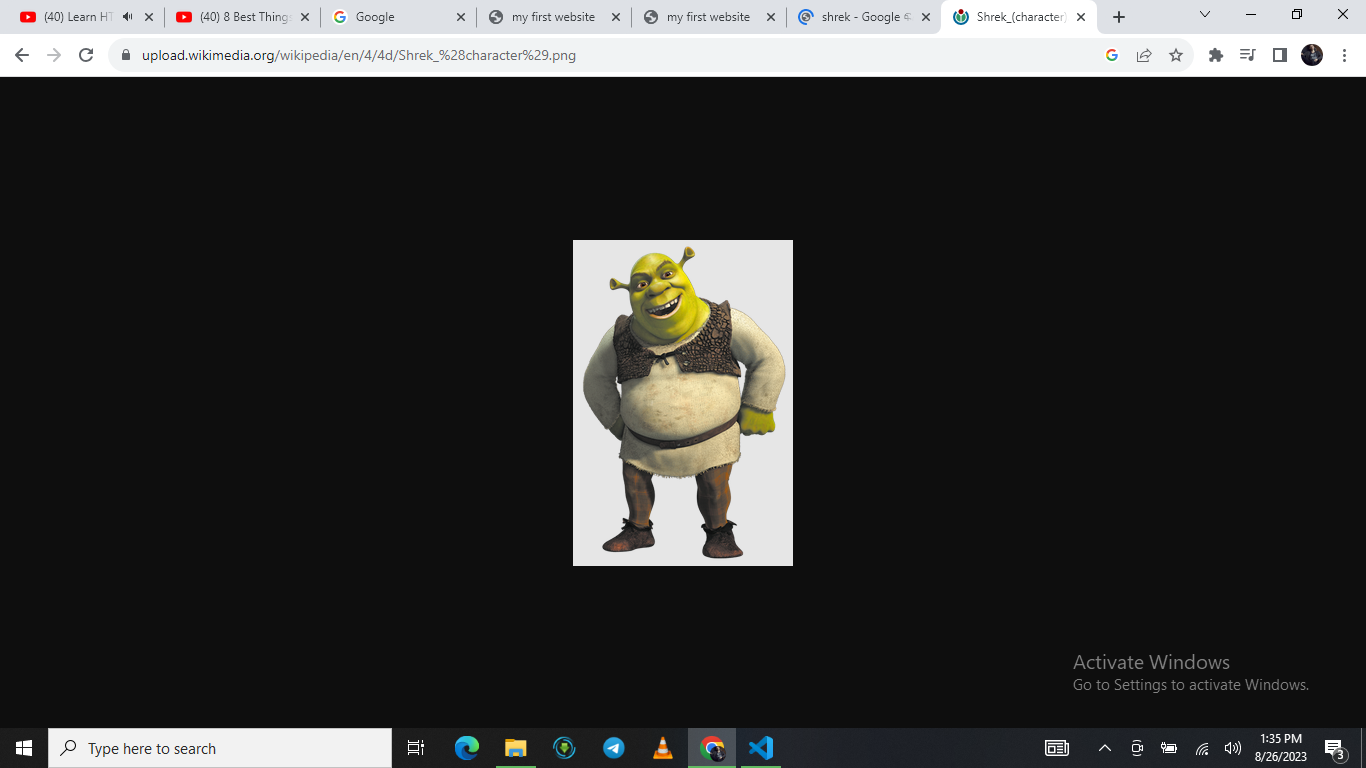 (40) Learn HT
(40) 8 Best Things
Google
my first website
my first website
shrek - Google
Shrek_(character)
upload.wikimedia.org/wikipedia/en/4/4d/Shrek_%28character%29.png
Activate Windows
Go to Settings to activate Windows.
Type here to search
1:35 PM
8/26/2023
3